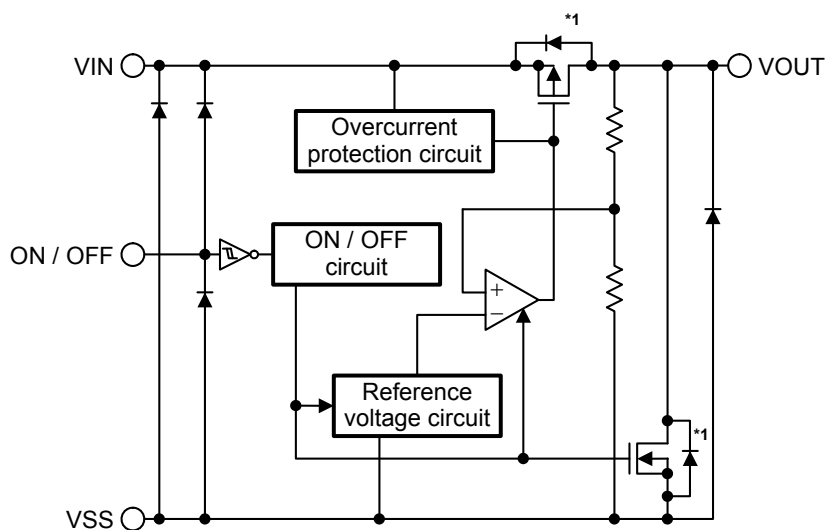 *1
VIN
VOUT
Overcurrent
protection circuit
ON / OFF
ON / OFF
circuit
+
−
Reference
voltage circuit
*1
VSS